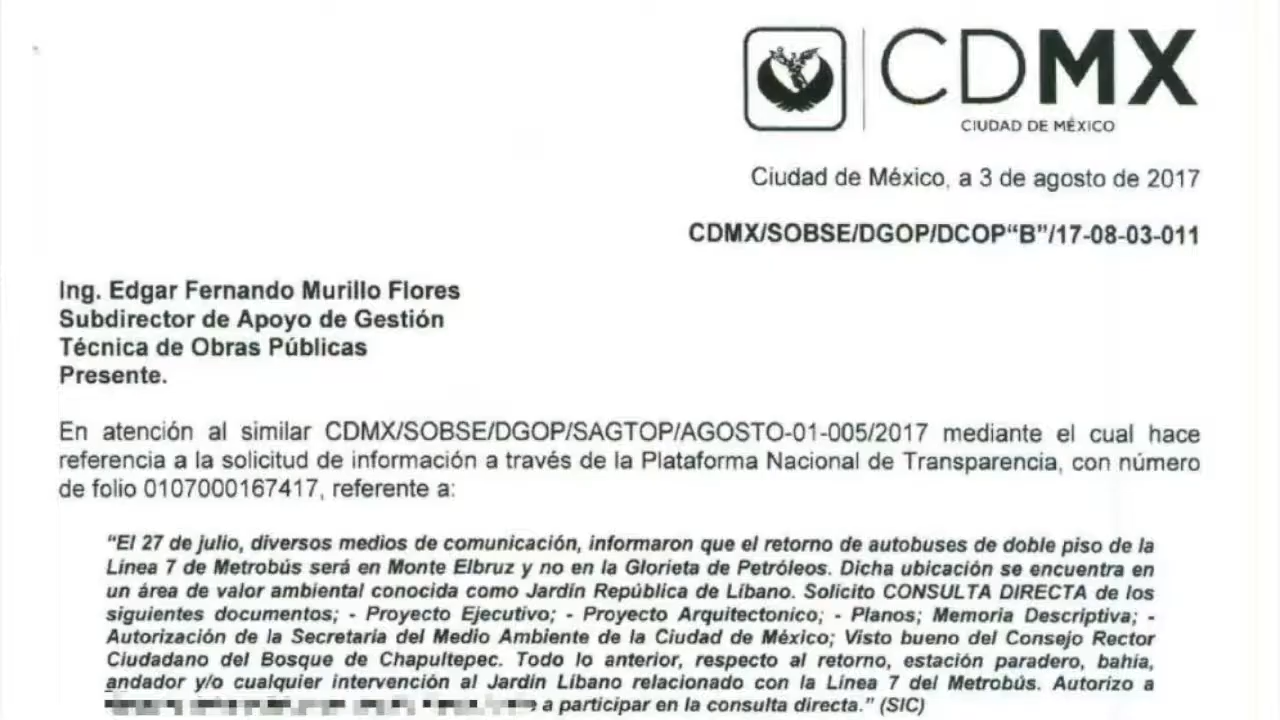 CDMX
CIUDAD DE MÉXICO
Ciudad de México, a 3 de agosto de 2017
CDMX/SOBSE/DGOP/DCOP“B”/17-08-03-011
Ing. Edgar Fernando Murillo Flores
Subdirector de Apoyo de Gestión
Técnica de Obras Públicas
Presente.
En atención al similar CDMX/SOBSE/DGOP/SAGTOP/AGOSTO-01-005/2017 mediante el cual hace
referencia a la solicitud de información a través de la Plataforma Nacional de Transparencia, con número
de folio 0107000167417, referente a:
“El 27 de julio, diversos medios de comunicación, informaron que el retorno de autobuses de doble piso de la
Línea 7 de Metrobús será en Monte Elbruz y no en la Glorieta de Petróleos. Dicha ubicación se encuentra en
un área de valor ambiental conocida como Jardín República de Líbano. Solicito CONSULTA DIRECTA de los
siguientes documentos; - Proyecto Ejecutivo; - Proyecto Arquitectonico; - Planos; Memoria Descriptiva; -
Autorización de la Secretaria del Medio Ambiente de la Ciudad de México; Visto bueno del Consejo Rector
Ciudadano del Bosque de Chapultepec. Todo lo anterior, respecto al retorno, estación paradero, bahía,
andador y/o cualquier intervención al Jardín Líbano relacionado con la Línea 7 del Metrobús. Autorizo a
a participar en la consulta directa.” (SIC)